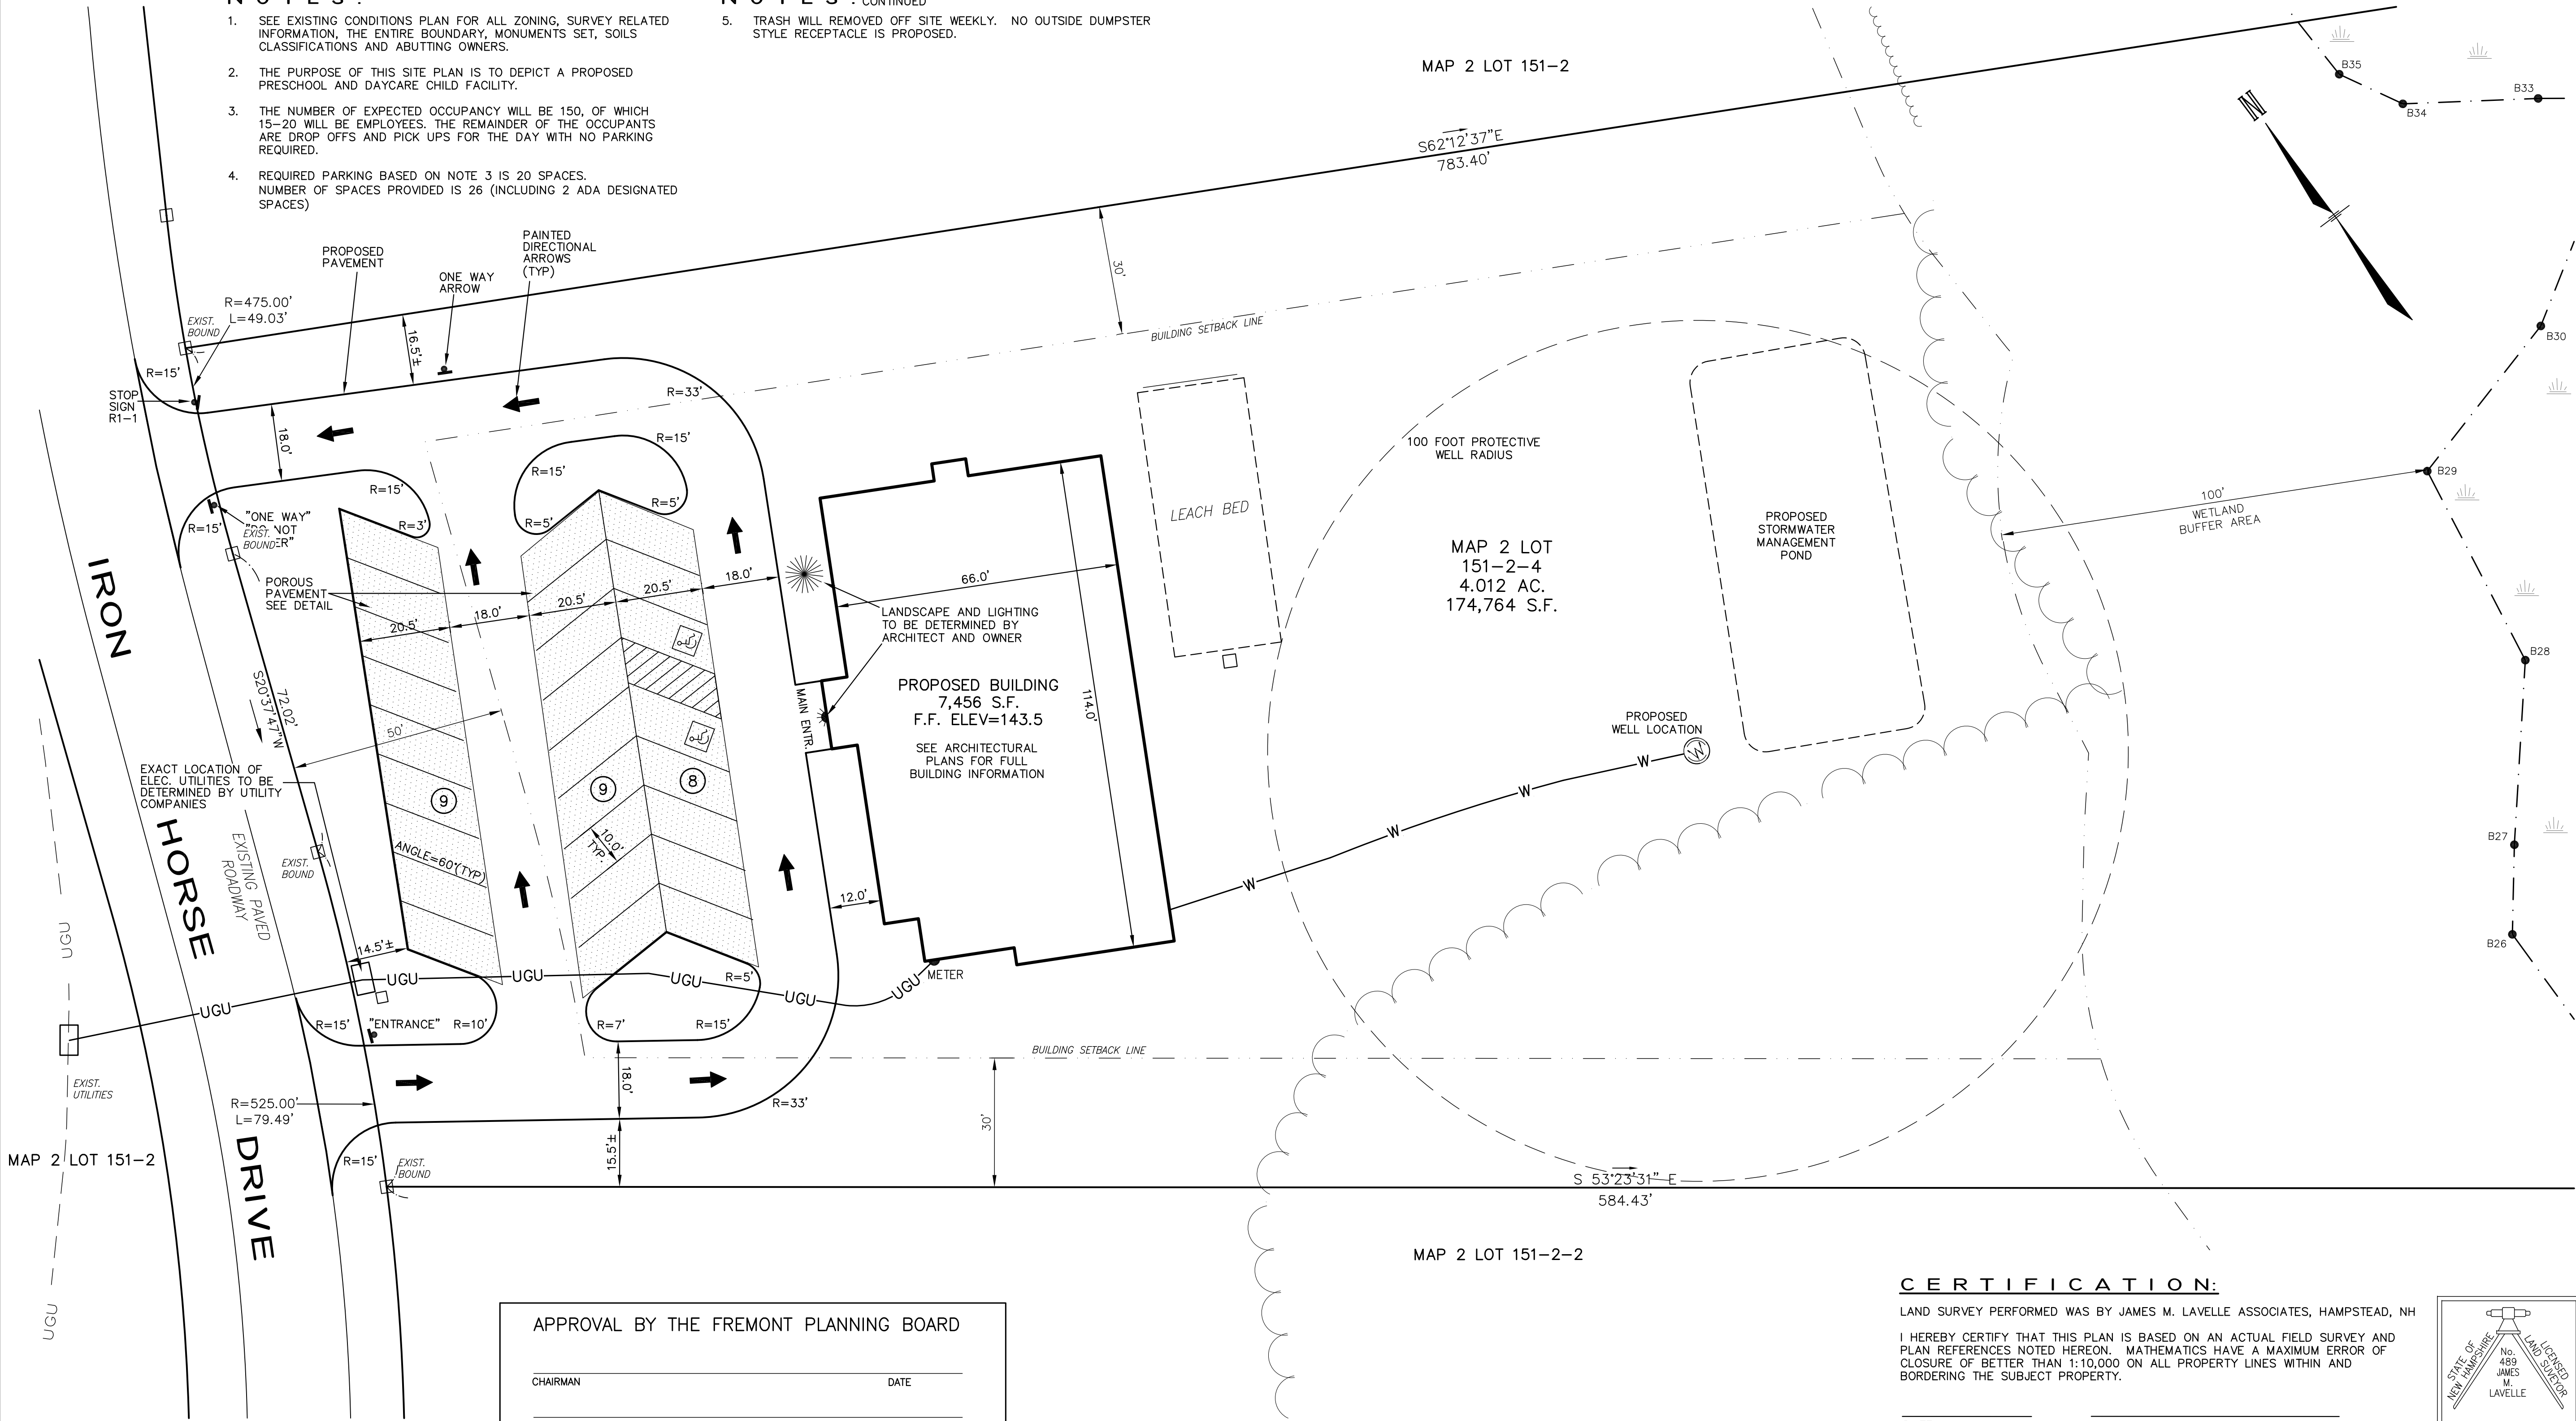 NOTES:
1. SEE EXISTING CONDITIONS PLAN FOR ALL ZONING, SURVEY RELATED
INFORMATION, THE ENTIRE BOUNDARY, MONUMENTS SET, SOILS
CLASSIFICATIONS AND ABUTTING OWNERS.
2. THE PURPOSE OF THIS SITE PLAN IS TO DEPICT A PROPOSED
PRESCHOOL AND DAYCARE CHILD FACILITY.
3. THE NUMBER OF EXPECTED OCCUPANCY WILL BE 150, OF WHICH
15-20 WILL BE EMPLOYEES. THE REMAINDER OF THE OCCUPANTS
ARE DROP OFFS AND PICK UPS FOR THE DAY WITH NO PARKING
REQUIRED.
4. REQUIRED PARKING BASED ON NOTE 3 IS 20 SPACES.
NUMBER OF SPACES PROVIDED IS 26 (INCLUDING 2 ADA DESIGNATED
SPACES)
NOTES: CONTINUED
5. TRASH WILL REMOVED OFF SITE WEEKLY. NO OUTSIDE DUMPSTER
STYLE RECEPTACLE IS PROPOSED.
MAP 2 LOT 151-2
S62°12'37"E
783.40'
B35
B34
B33
N
B30
B29
B28
B27
B26
100'
WETLAND
BUFFER AREA
PROPOSED
PAVEMENT
ONE WAY
ARROW
PAINTED
DIRECTIONAL
ARROWS
(TYP)
R=475.00'
L=49.03'
EXIST.
BOUND
16.5'±
30'
BUILDING SETBACK LINE
R=15'
STOP
SIGN
R1-1
18.0'
R=33'
R=15'
R=15'
R=15'
R=5'
R=5'
R=3'
R=15'
"ONE WAY"
"DO NOT
ER"
EXIST.
BOUND
POROUS
PAVEMENT
SEE DETAIL
20.5'
18.0'
20.5'
20.5'
18.0'
66.0'
114.0'
LANDSCAPE AND LIGHTING
TO BE DETERMINED BY
ARCHITECT AND OWNER
MAIN ENTR.
PROPOSED BUILDING
7,456 S.F.
F.F. ELEV=143.5
SEE ARCHITECTURAL
PLANS FOR FULL
BUILDING INFORMATION
LEACH BED
100 FOOT PROTECTIVE
WELL RADIUS
MAP 2 LOT
151-2-4
4.012 AC.
174,764 S.F.
PROPOSED
STORMWATER
MANAGEMENT
POND
PROPOSED
WELL LOCATION
W
W
W
W
W
IRON
HORSE
DRIVE
72.02'
S20°37'47"W
50'
EXACT LOCATION OF
ELEC. UTILITIES TO BE
DETERMINED BY UTILITY
COMPANIES
EXISTING PAVED
ROADWAY
EXIST.
BOUND
9
9
8
10.0'
TYP.
ANGLE=60°(TYP)
12.0'
14.5'±
UGU
UGU
UGU
UGU
UGU
UGU
UGU
UGU
METER
R=5'
R=15'
"ENTRANCE"
R=10'
R=7'
R=15'
BUILDING SETBACK LINE
EXIST.
UTILITIES
18.0'
R=33'
R=525.00'
L=79.49'
30'
15.5'±
MAP 2 LOT 151-2
R=15'
EXIST.
BOUND
S 53°23'31" E
584.43'
UGU
MAP 2 LOT 151-2-2
APPROVAL BY THE FREMONT PLANNING BOARD
CHAIRMAN DATE
CERTIFICATION:
LAND SURVEY PERFORMED WAS BY JAMES M. LAVELLE ASSOCIATES, HAMPSTEAD, NH
I HEREBY CERTIFY THAT THIS PLAN IS BASED ON AN ACTUAL FIELD SURVEY AND
PLAN REFERENCES NOTED HEREON. MATHEMATICS HAVE A MAXIMUM ERROR OF
CLOSURE OF BETTER THAN 1:10,000 ON ALL PROPERTY LINES WITHIN AND
BORDERING THE SUBJECT PROPERTY.
STATE OF
NEW HAMPSHIRE
LICENSED
LAND SUVEYOR
No.
489
JAMES
M.
LAVELLE